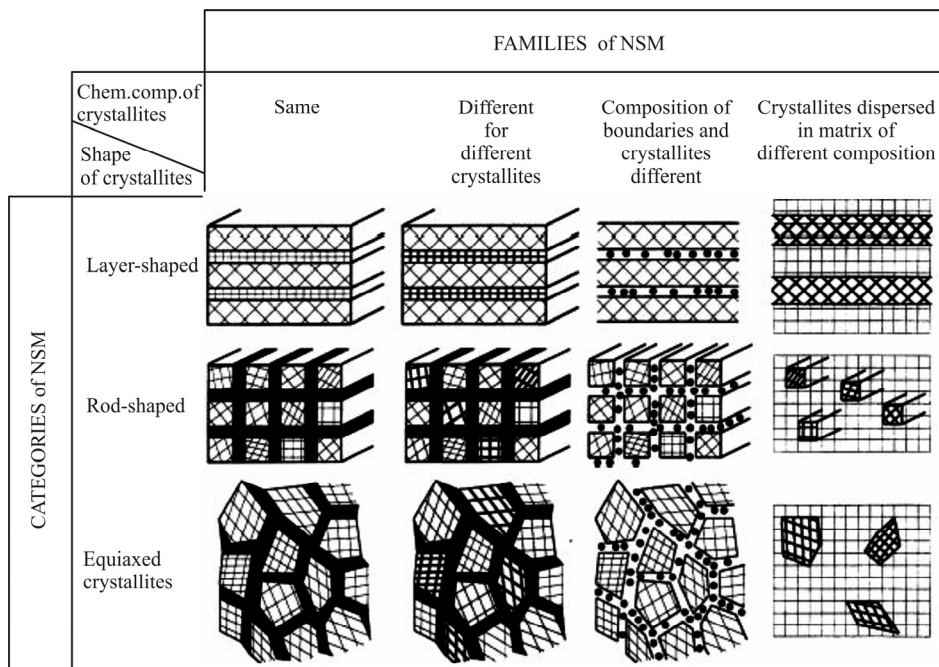 FAMILIES of NSM
Chem.comp.of
crystallites
Shape
of crystallites
Same
Different
for
different
crystallites
Composition of
boundaries and
crystallites
different
Crystallites dispersed
in matrix of
different composition
CATEGORIES of NSM
Layer-shaped
Rod-shaped
Equiaxed
crystallites